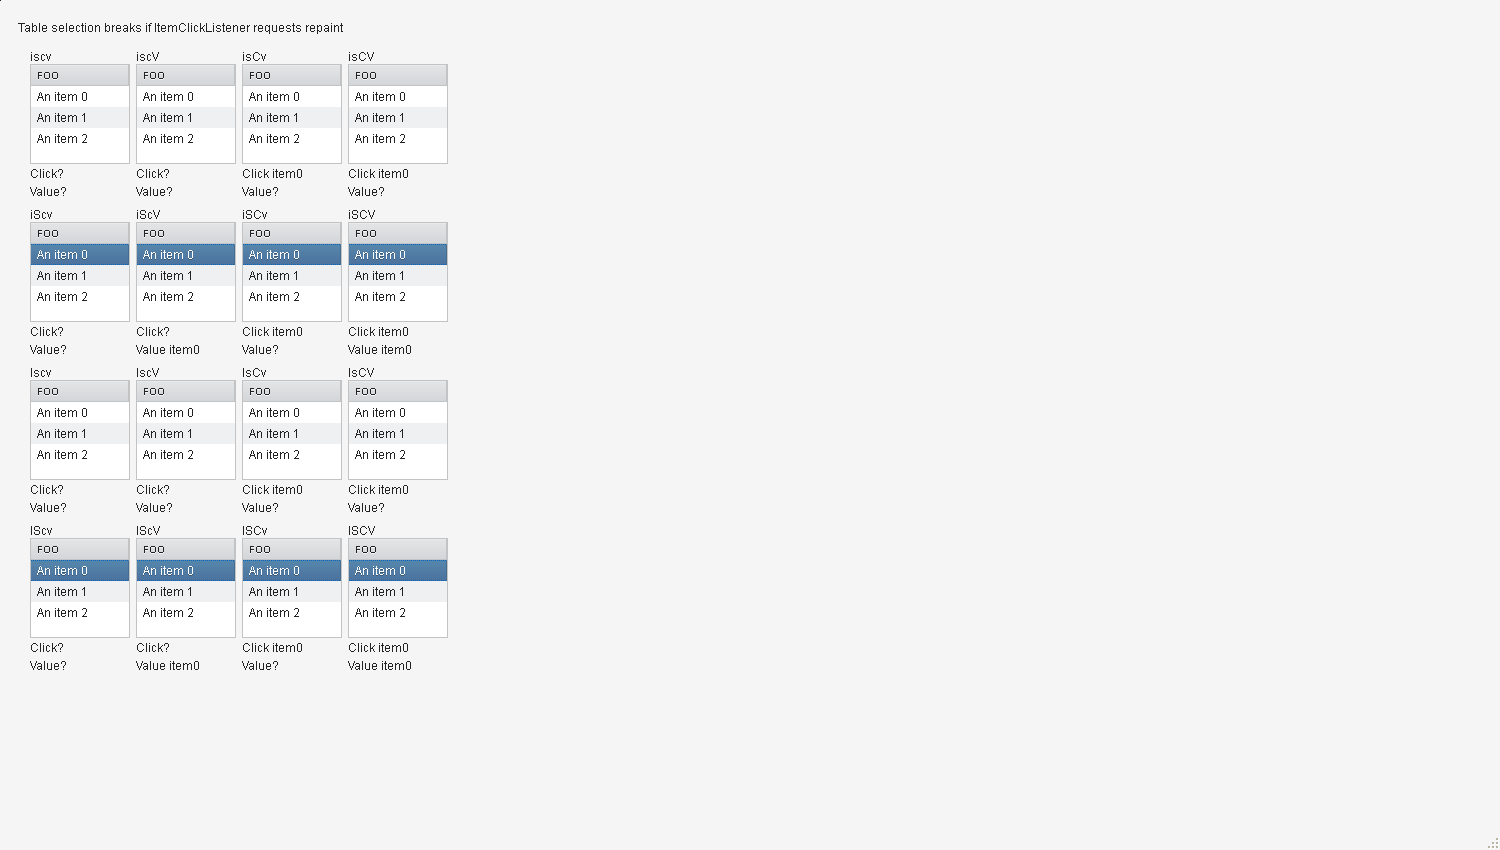 Table selection breaks if ItemClickListener requests repaint
iscv iscV isCv isCV
FOO FOO FOO FOO
An item 0 An item 0 An item 0 An item 0
An item 1 An item 1 An item 1 An item 1
An item 2 An item 2 An item 2 An item 2
Click? Click? Click item0 Click item0
Value? Value? Value? Value?
iScv iScV iSCv iSCV
FOO FOO FOO FOO
An item 0 An item 0 An item 0 An item 0
An item 1 An item 1 An item 1 An item 1
An item 2 An item 2 An item 2 An item 2
Click? Click? Click item0 Click item0
Value? Value item0 Value? Value item0
Iscv IscV IsCv IsCV
FOO FOO FOO FOO
An item 0 An item 0 An item 0 An item 0
An item 1 An item 1 An item 1 An item 1
An item 2 An item 2 An item 2 An item 2
Click? Click? Click item0 Click item0
Value? Value? Value? Value?
IScv IScV ISCv ISCV
FOO FOO FOO FOO
An item 0 An item 0 An item 0 An item 0
An item 1 An item 1 An item 1 An item 1
An item 2 An item 2 An item 2 An item 2
Click? Click? Click item0 Click item0
Value? Value item0 Value? Value item0